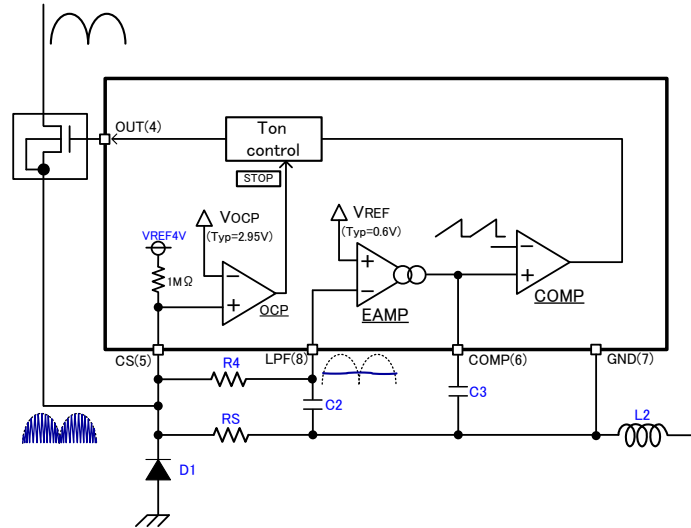 OUT(4)
Ton
control
STOP
VREF4V
VOCP
(Typ=2.95V)
VREF
(Typ=0.6V)
1MΩ
OCP
EAMP
COMP
CS(5)
LPF(8)
COMP(6)
GND(7)
R4
C2
C3
RS
L2
D1
−
+
+
−
−
+